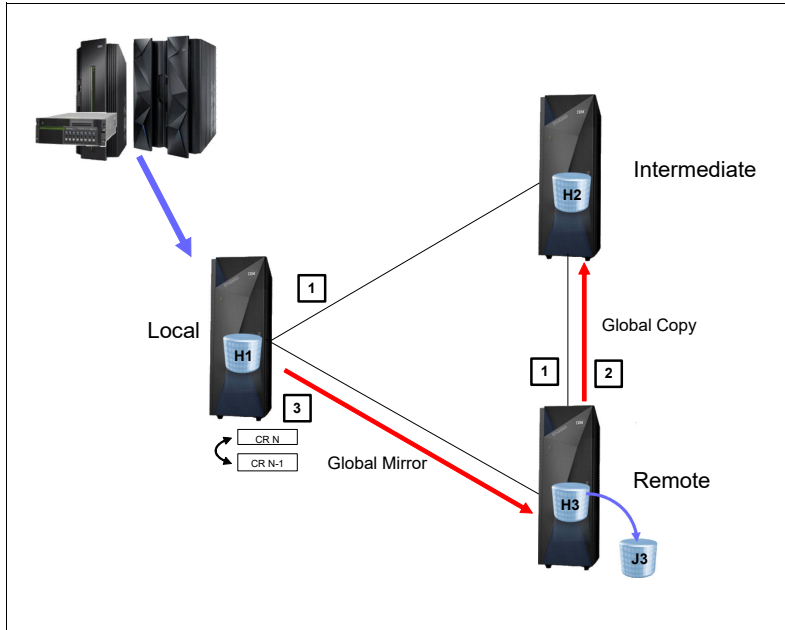 Intermediate
H2
1
Local
H1
Global Copy
1
2
3
CR N
CR N-1
Global Mirror
Remote
H3
J3